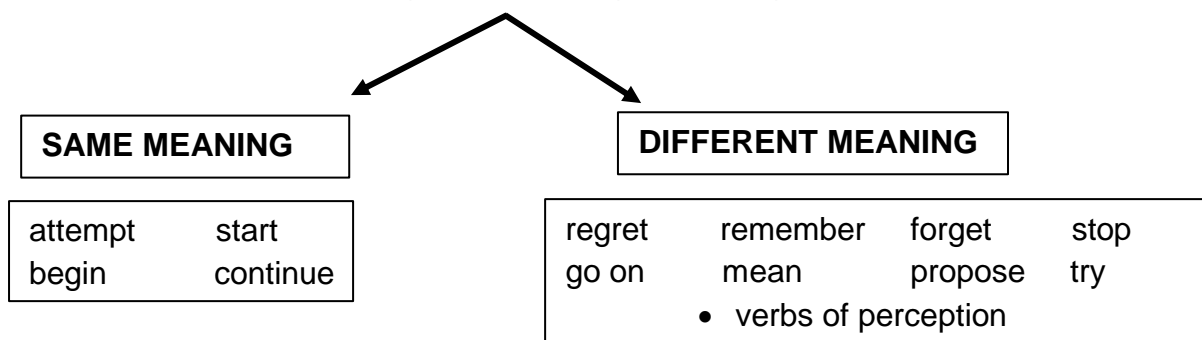 SAME MEANING
DIFFERENT MEANING
attempt start
begin continue
regret remember forget stop
go on mean propose try
• verbs of perception